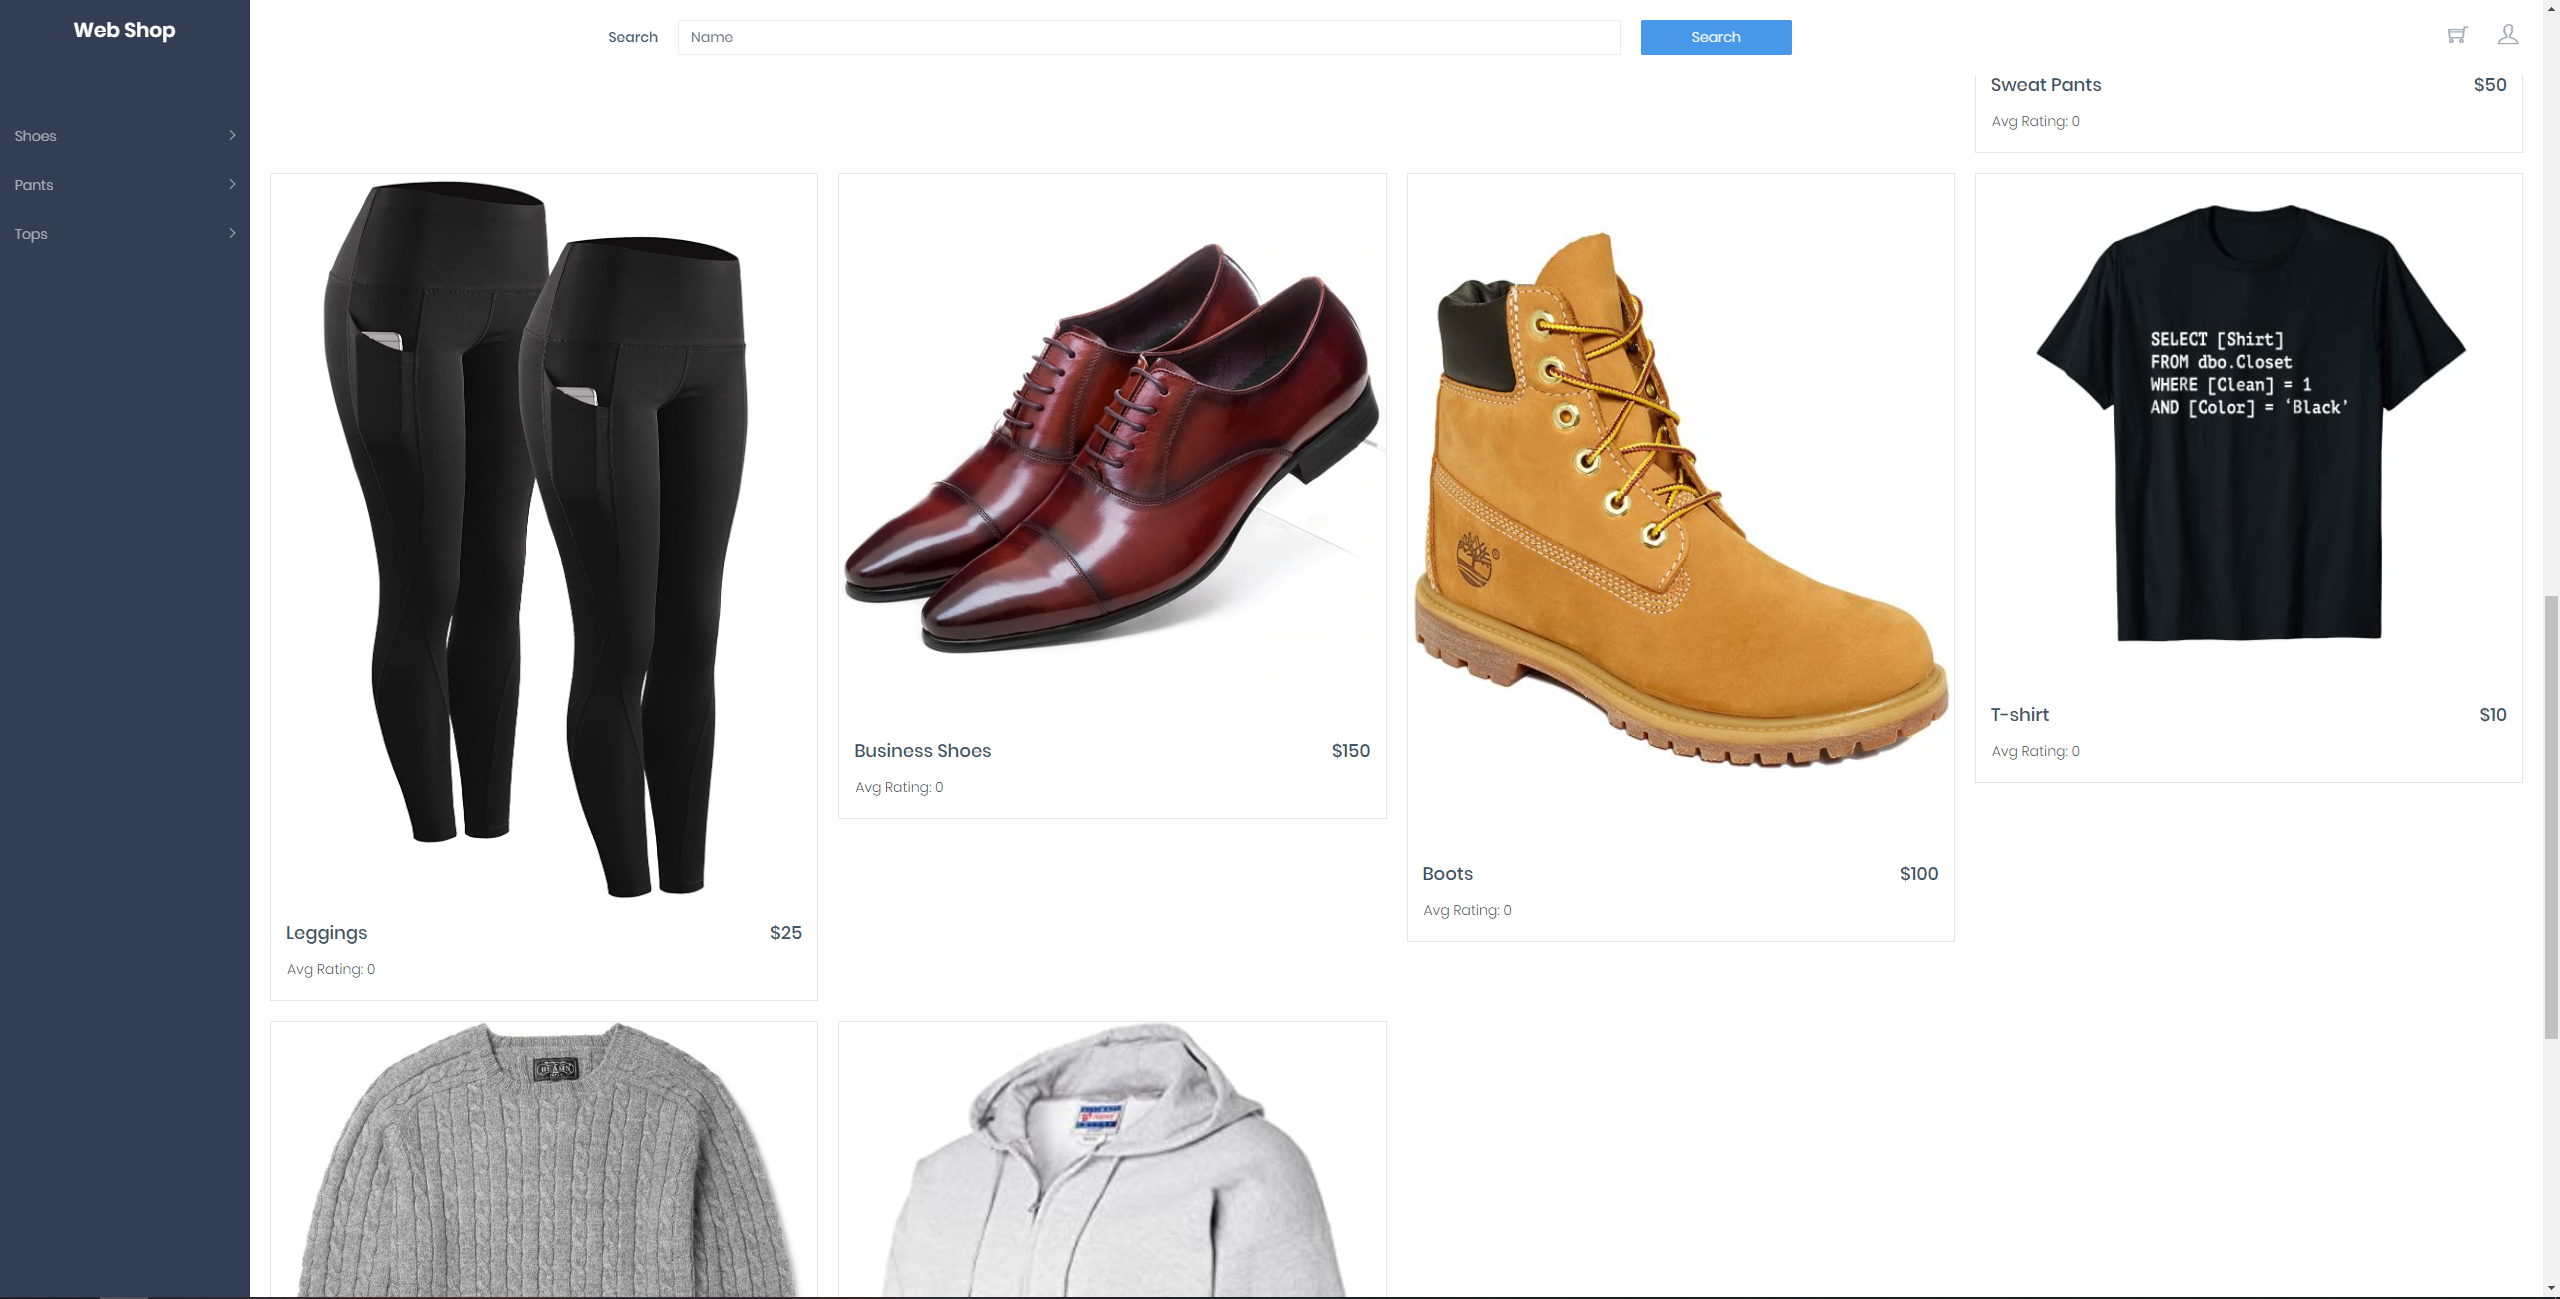 Web Shop
Search
Name
Search
Shoes
Pants
Tops
Sweat Pants
$50
Avg Rating: 0
SELECT [Shirt]
FROM dbo.Closet
WHERE [Clean] = 1
AND [Color] = ‘Black’
T-shirt
$10
Avg Rating: 0
Business Shoes
$150
Avg Rating: 0
Boots
$100
Avg Rating: 0
Leggings
$25
Avg Rating: 0
BEAMS